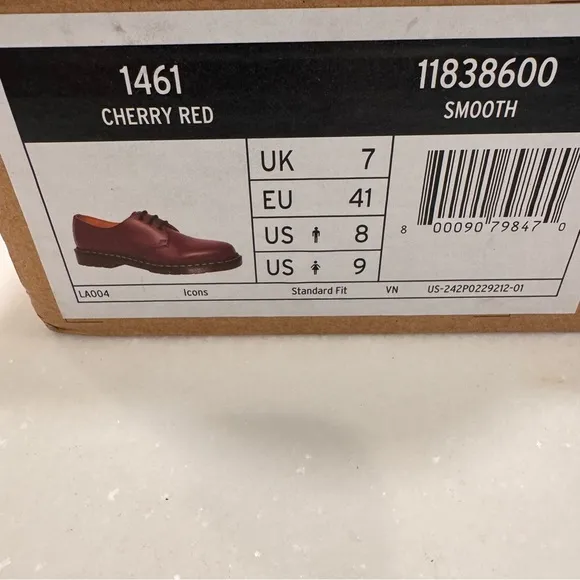 1461
CHERRY RED
11838600
SMOOTH
UK 7
EU 41
US 8
US 9
8 00090 79847 0
LA004 Icons Standard Fit VN US-242P0229212-01